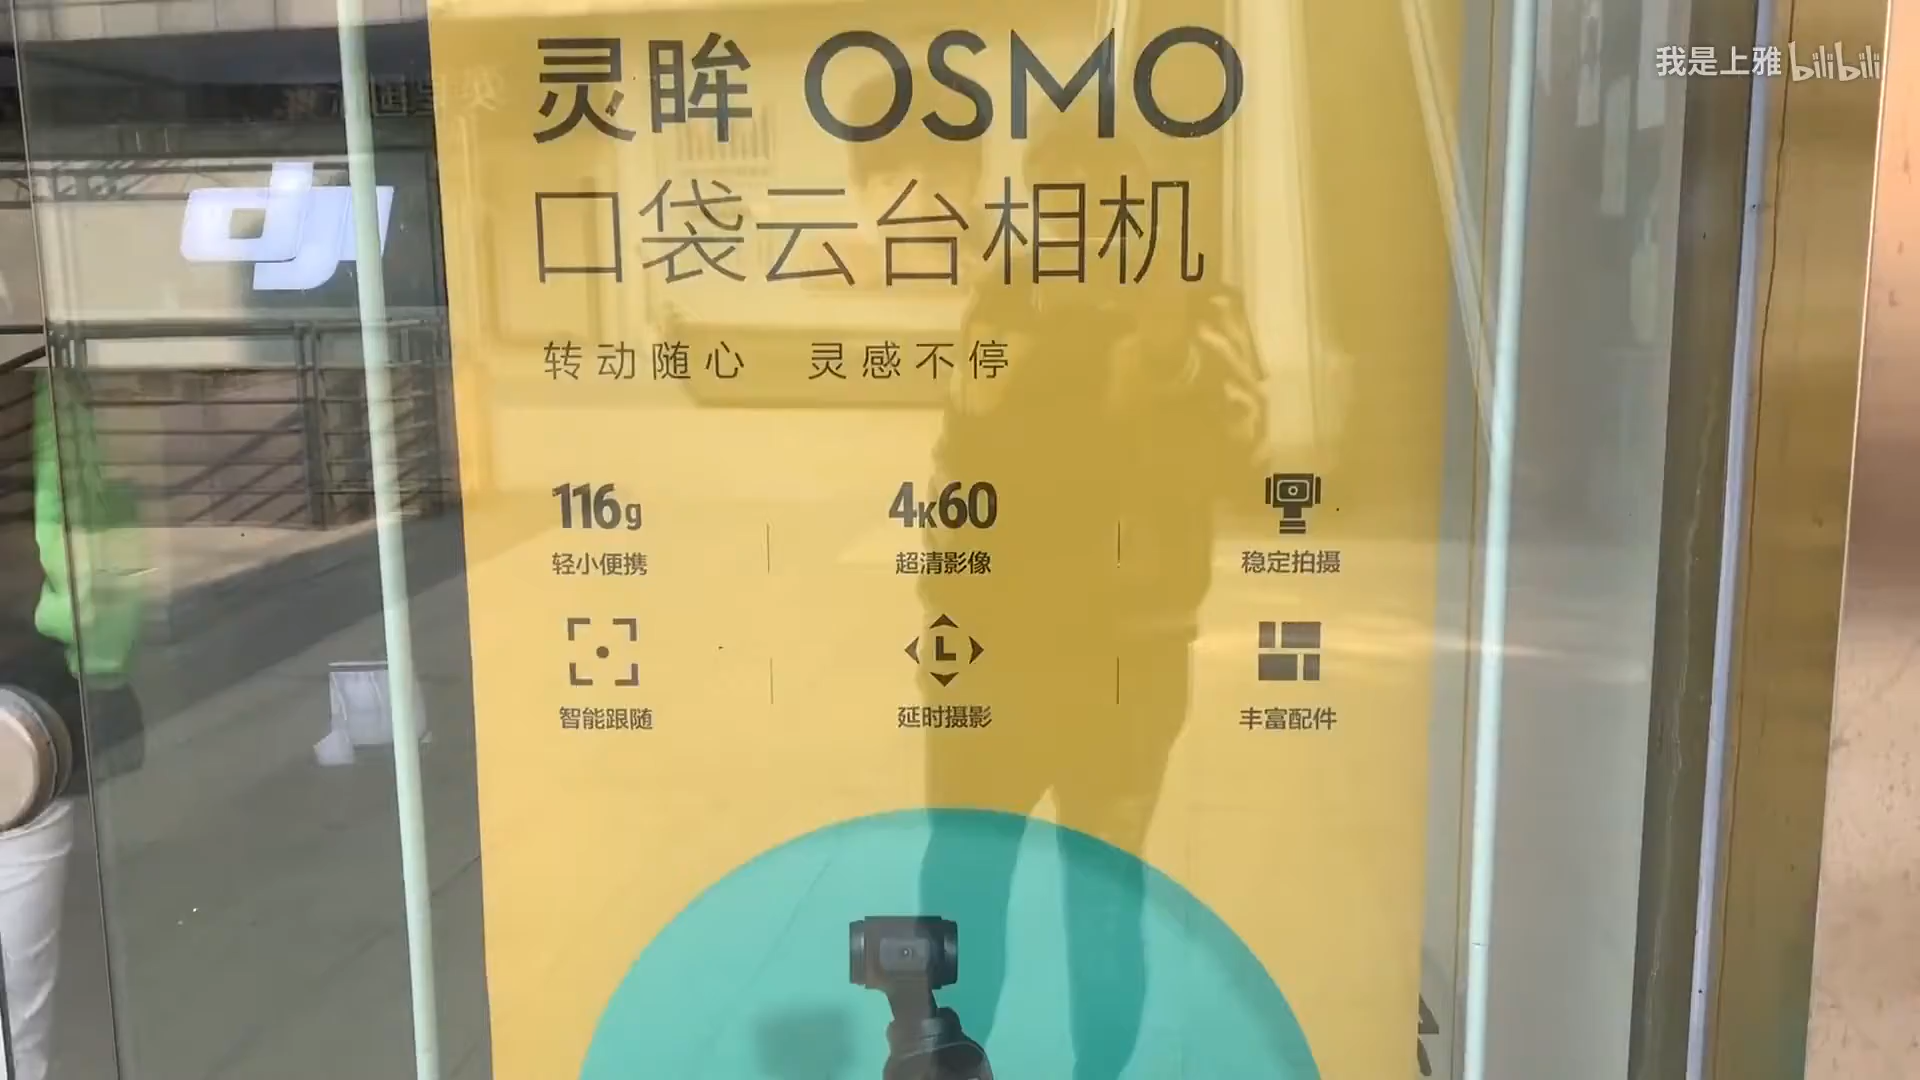 灵眸 OSMO
我是上雅 bilibili
dji
口袋云台相机
转动随心 灵感不停
116g
4K60
轻小便携
超清影像
稳定拍摄
L
智能跟随
延时摄影
丰富配件